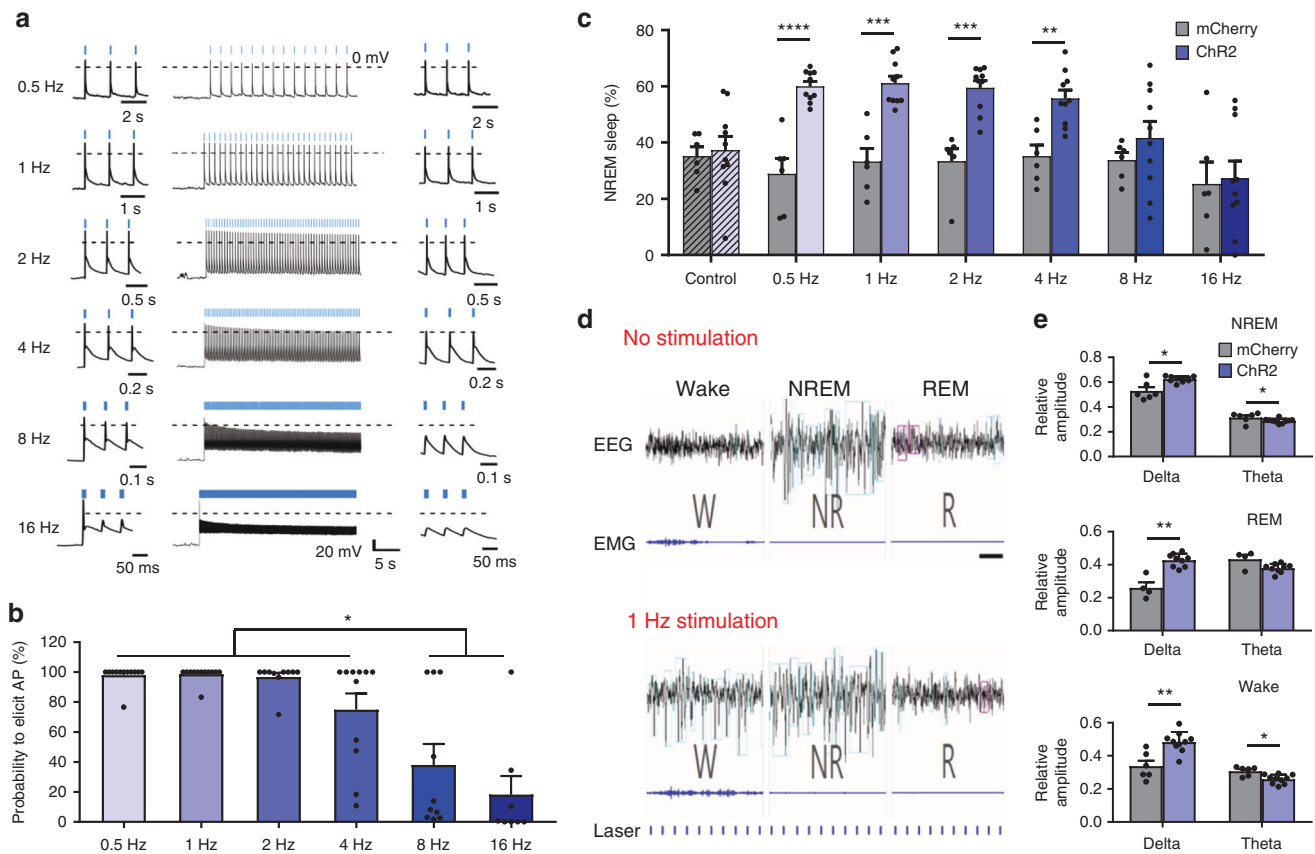 a
0 mV
0.5 Hz
2 s
2 s
1 Hz
1 s
1 s
2 Hz
0.5 s
0.5 s
4 Hz
0.2 s
0.2 s
8 Hz
0.1 s
0.1 s
16 Hz
50 ms
20 mV
5 s
50 ms
b
*
Probability to elicit AP (%)
120
100
80
60
40
20
0
0.5 Hz 1 Hz 2 Hz 4 Hz 8 Hz 16 Hz
c
mCherry
ChR2
**** *** *** **
NREM sleep (%)
80
60
40
20
0
Control 0.5 Hz 1 Hz 2 Hz 4 Hz 8 Hz 16 Hz
d
No stimulation
Wake NREM REM
EEG
W NR R
EMG
1 Hz stimulation
W NR R
Laser
e
NREM
mCherry
ChR2
* *
Relative
amplitude
0.8
0.6
0.4
0.2
0.0
Delta Theta
REM
**
Relative
amplitude
0.6
0.4
0.2
0
Delta Theta
Wake
** *
Relative
amplitude
0.6
0.4
0.2
0
Delta Theta